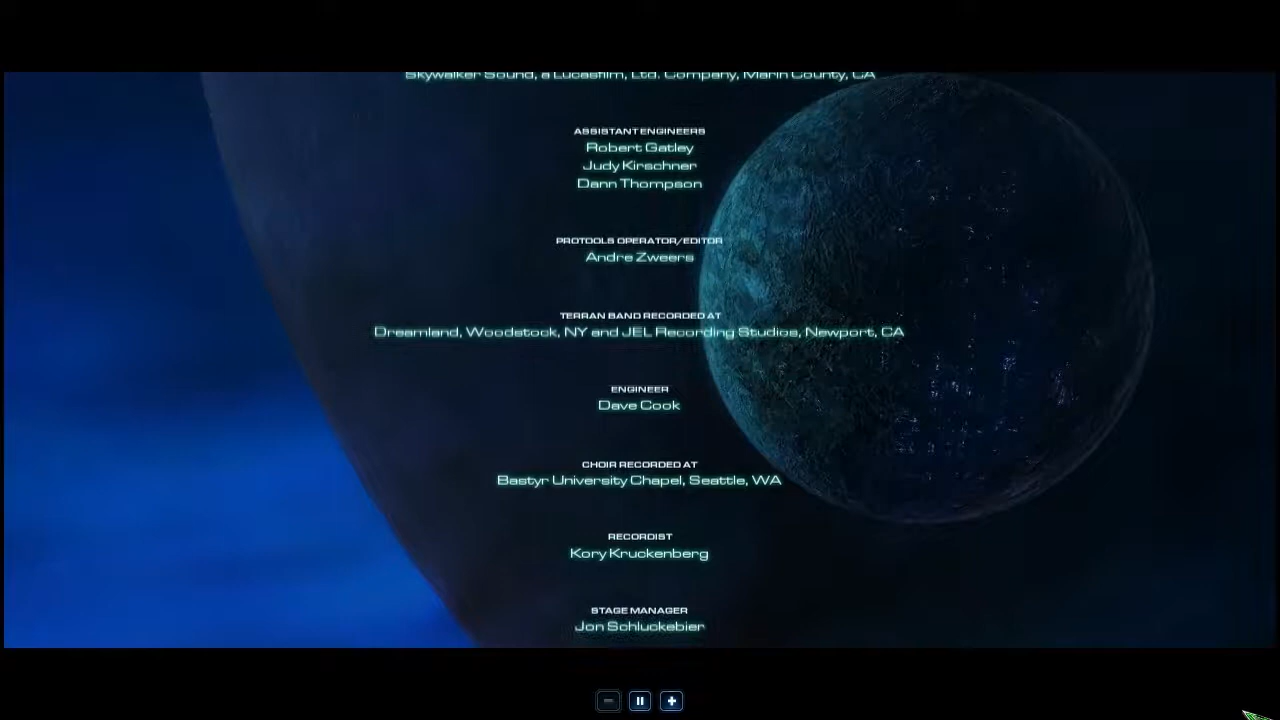 Skywalker Sound, a Lucasfilm, Ltd. Company, Marin County, CA
ASSISTANT ENGINEERS
Robert Gatley
Judy Kirschner
Dann Thompson
PROTOOLS OPERATOR/EDITOR
Andre Zweers
TERRAN BAND RECORDED AT
Dreamland, Woodstock, NY and JEL Recording Studios, Newport, CA
ENGINEER
Dave Cook
CHOIR RECORDED AT
Bastyr University Chapel, Seattle, WA
RECORDIST
Kory Kruckenberg
STAGE MANAGER
Jon Schluckebier